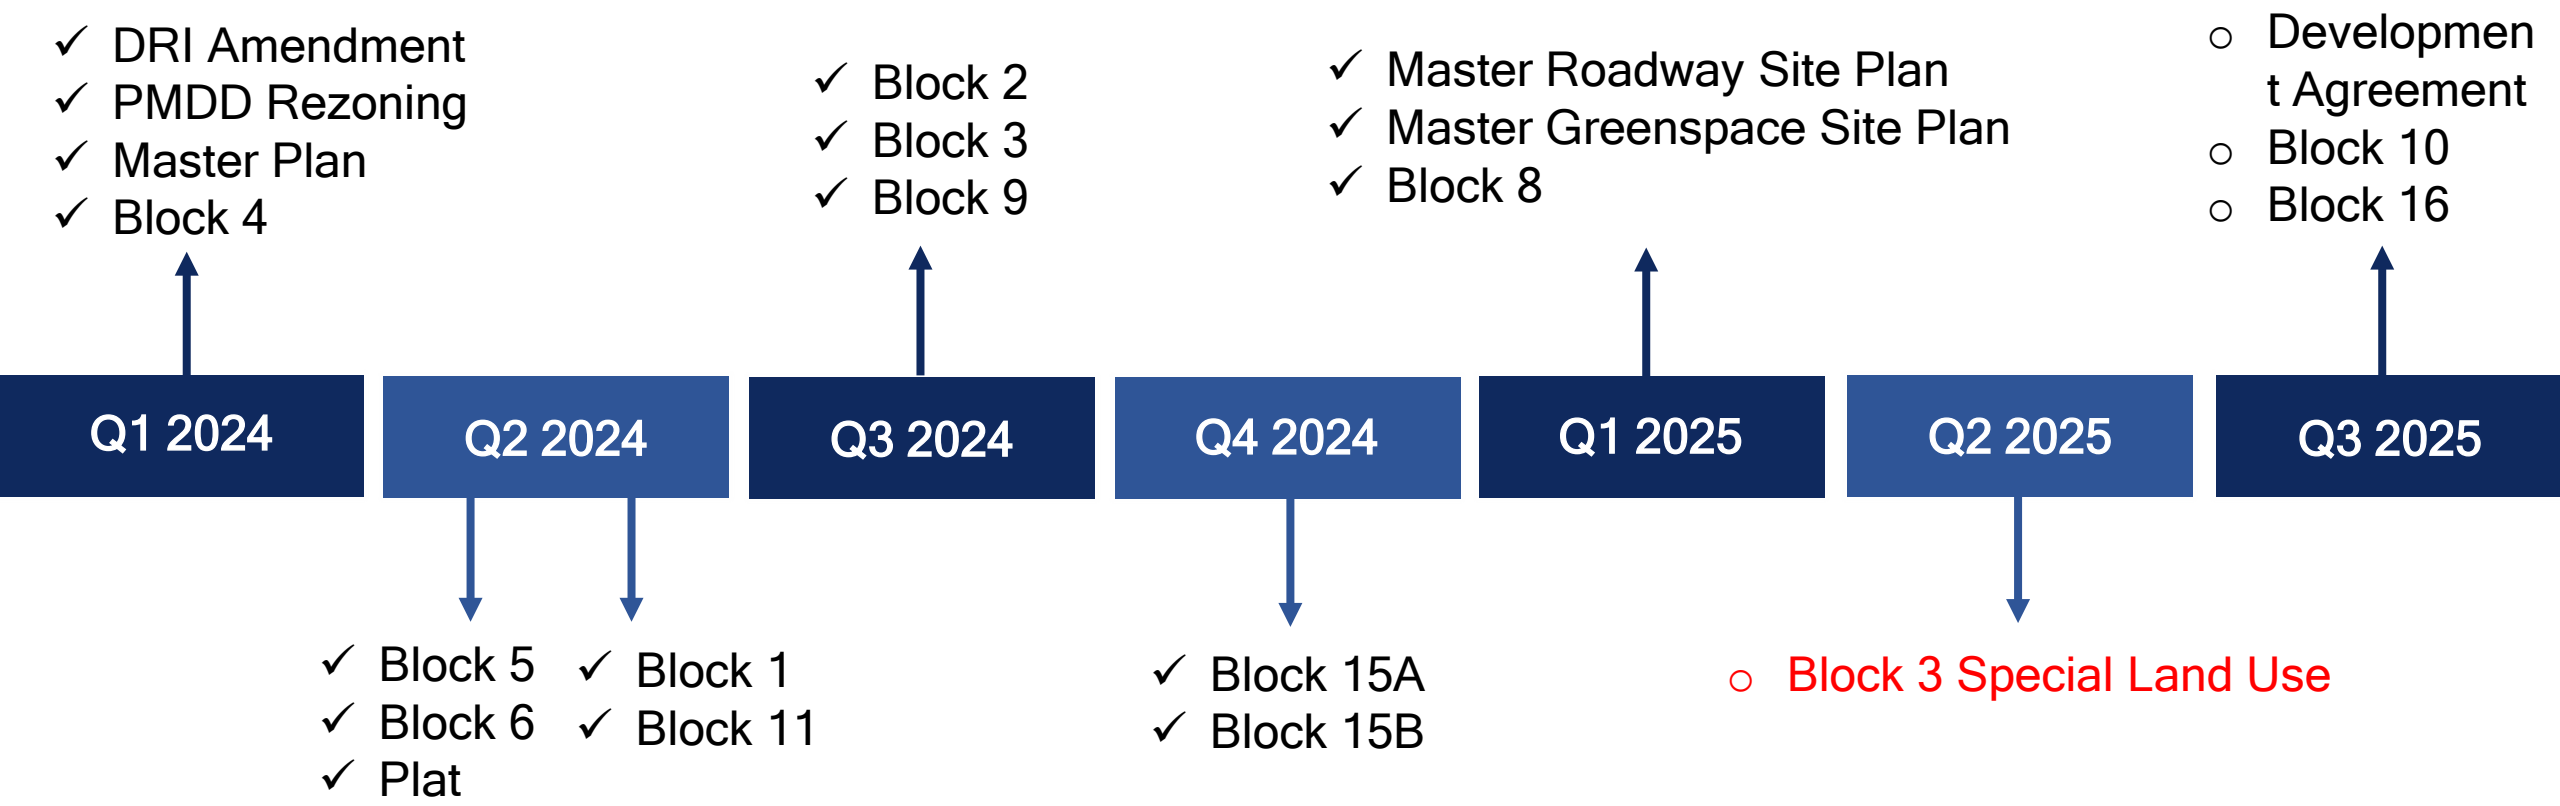 DRI Amendment
PMDD Rezoning
Master Plan
Block 4
Block 2
Block 3
Block 9
Master Roadway Site Plan
Master Greenspace Site Plan
Block 8
Developmen
t Agreement
Block 10
Block 16
Q1 2024
Q2 2024
Q3 2024
Q4 2024
Q1 2025
Q2 2025
Q3 2025
Block 5
Block 6
Plat
Block 1
Block 11
Block 15A
Block 15B
Block 3 Special Land Use